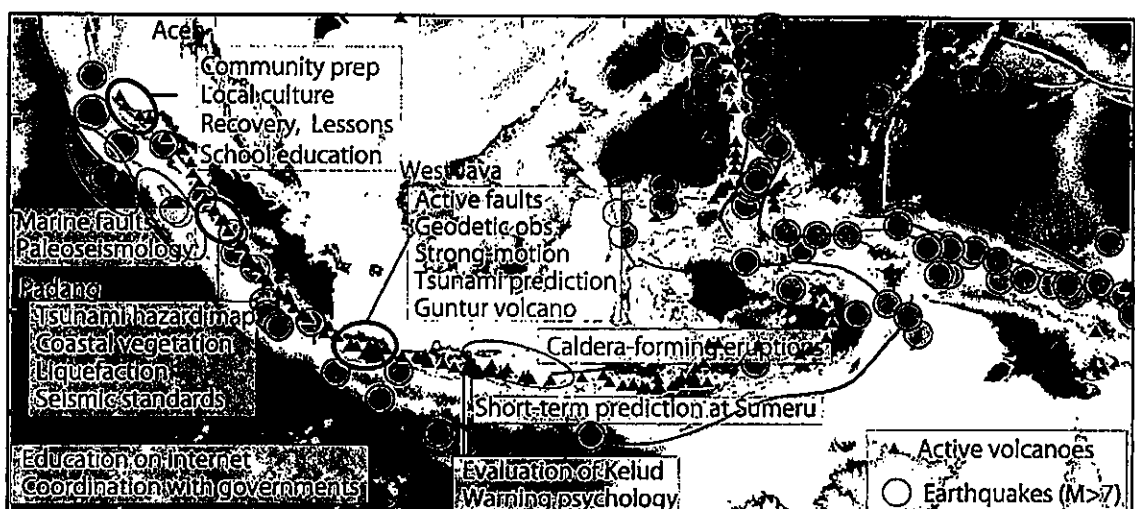 Aceh
Community prep
Local culture
Recovery, Lessons
School education
West Java
Active faults
Geodetic obs.
Strong-motion
Tsunami prediction
Guntur volcano
Marine faults
Paleoseismology
Padang
Tsunami hazard map
Coastal vegetation
Liquefaction
Seismic standards
Caldera-forming eruptions
Short-term prediction at Sumeru
Education on Internet
Coordination with governments
Evaluation of Kelud
Warning psychology
Active volcanoes
Earthquakes (M>7)